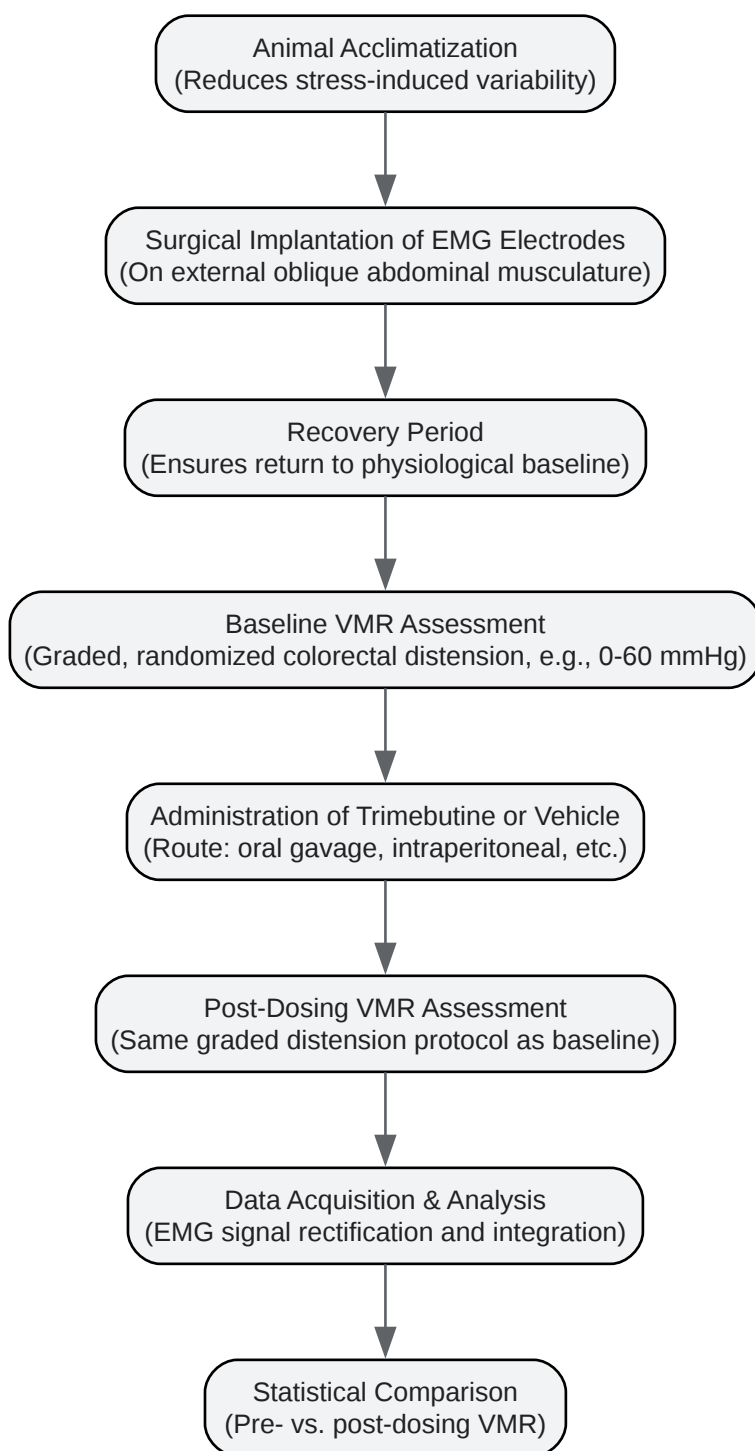 Animal Acclimatization
(Reduces stress-induced variability)
Surgical Implantation of EMG Electrodes
(On external oblique abdominal musculature)
Recovery Period
(Ensures return to physiological baseline)
Baseline VMR Assessment
(Graded, randomized colorectal distension, e.g., 0-60 mmHg)
Administration of Trimebutine or Vehicle
(Route: oral gavage, intraperitoneal, etc.)
Post-Dosing VMR Assessment
(Same graded distension protocol as baseline)
Data Acquisition & Analysis
(EMG signal rectification and integration)
Statistical Comparison
(Pre- vs. post-dosing VMR)